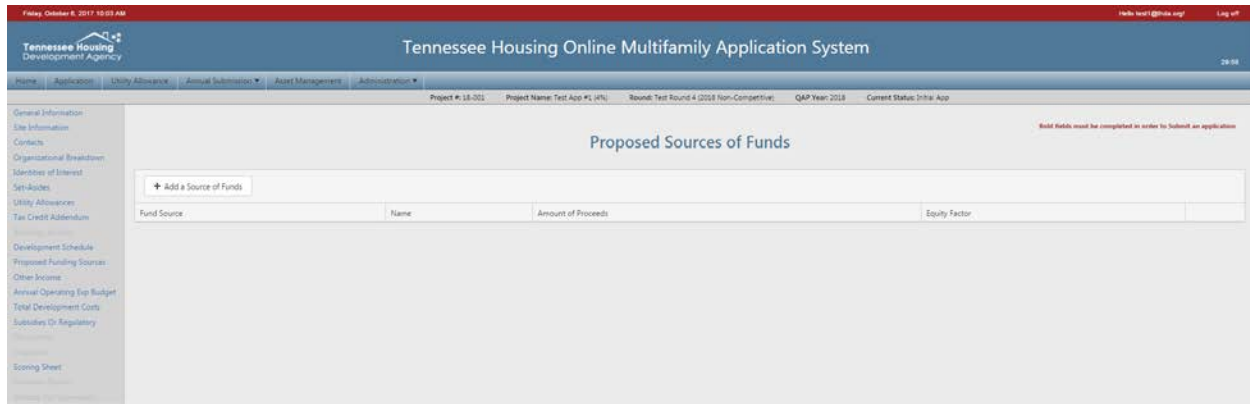 Friday, October 6, 2017 10:03 AM
Hello test1@thda.org!
Log off
Tennessee Housing
Development Agency
Tennessee Housing Online Multifamily Application System
Home Application Utility Allowance Annual Submission Asset Management Administration
Project #: 18-001 Project Name: Test App #1 (4%) Round: Test Round 4 (2018 Non-Competitive) QAP Year: 2018 Current Status: Initial App
Bold fields must be completed in order to Submit an application
Proposed Sources of Funds
+ Add a Source of Funds
Fund Source Name Amount of Proceeds Equity Factor
General Information
Site Information
Contacts
Organizational Breakdown
Identities of Interest
Set-Asides
Utility Allowances
Tax Credit Addendum
Development Schedule
Proposed Funding Sources
Other Income
Annual Operating Exp Budget
Total Development Costs
Subsidies Or Regulatory
Scoring Sheet